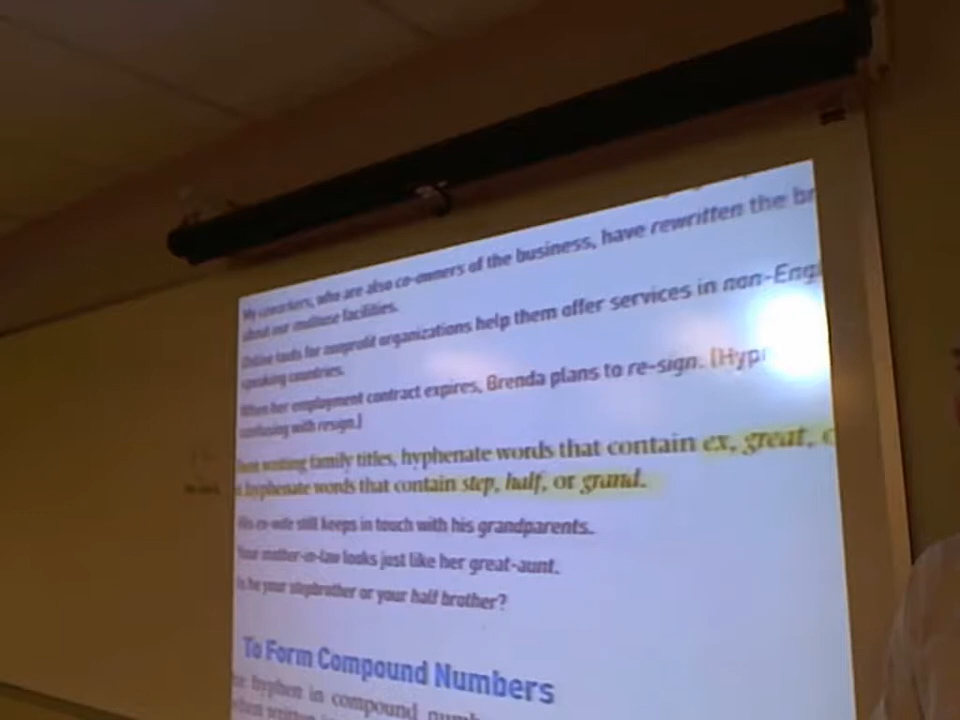 My coworkers, who are also co-owners of the business, have rewritten the br
about our multiuse facilities.
Online tools for nonprofit organizations help them offer services in non-Engl
speaking countries.
When her employment contract expires, Brenda plans to re-sign. (Hyp
confusing with resign.)
writing family titles, hyphenate words that contain ex, great, o
t hyphenate words that contain step, half, or grand.
His ex-wife still keeps in touch with his grandparents.
Your mother-in-law looks just like her great-aunt.
Is he your stepbrother or your half brother?
To Form Compound Numbers
he hyphen in compound numb
when written